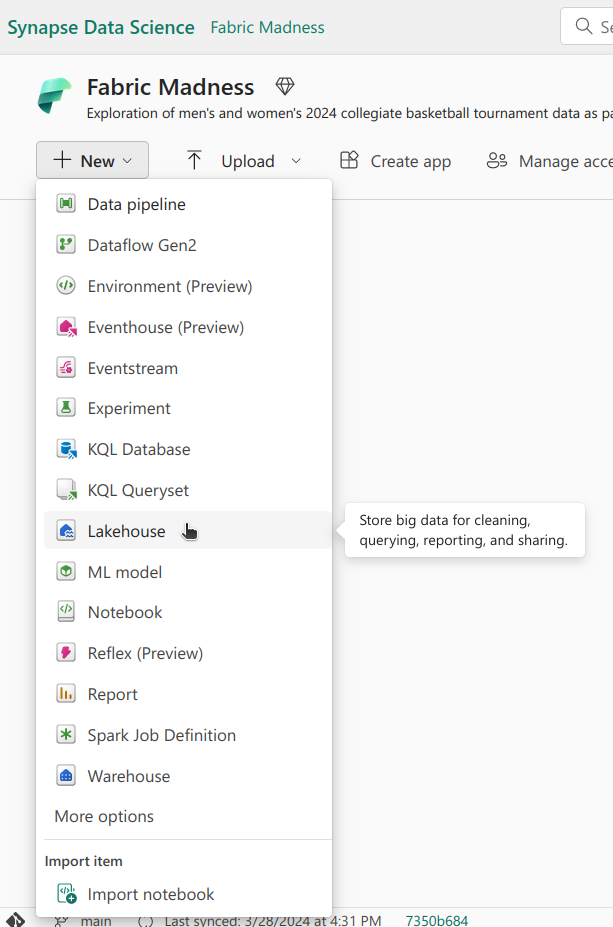 Synapse Data Science Fabric Madness
Fabric Madness
Exploration of men's and women's 2024 collegiate basketball tournament data as
New Upload Create app Manage
Data pipeline
Dataflow Gen2
Environment (Preview)
Eventhouse (Preview)
Eventstream
Experiment
KQL Database
KQL Queryset
Lakehouse
Store big data for cleaning,
querying, reporting, and sharing.
ML model
Notebook
Reflex (Preview)
Report
Spark Job Definition
Warehouse
More options
Import item
Import notebook
main Last synced: 3/28/2024 at 4:31 PM 7350b684